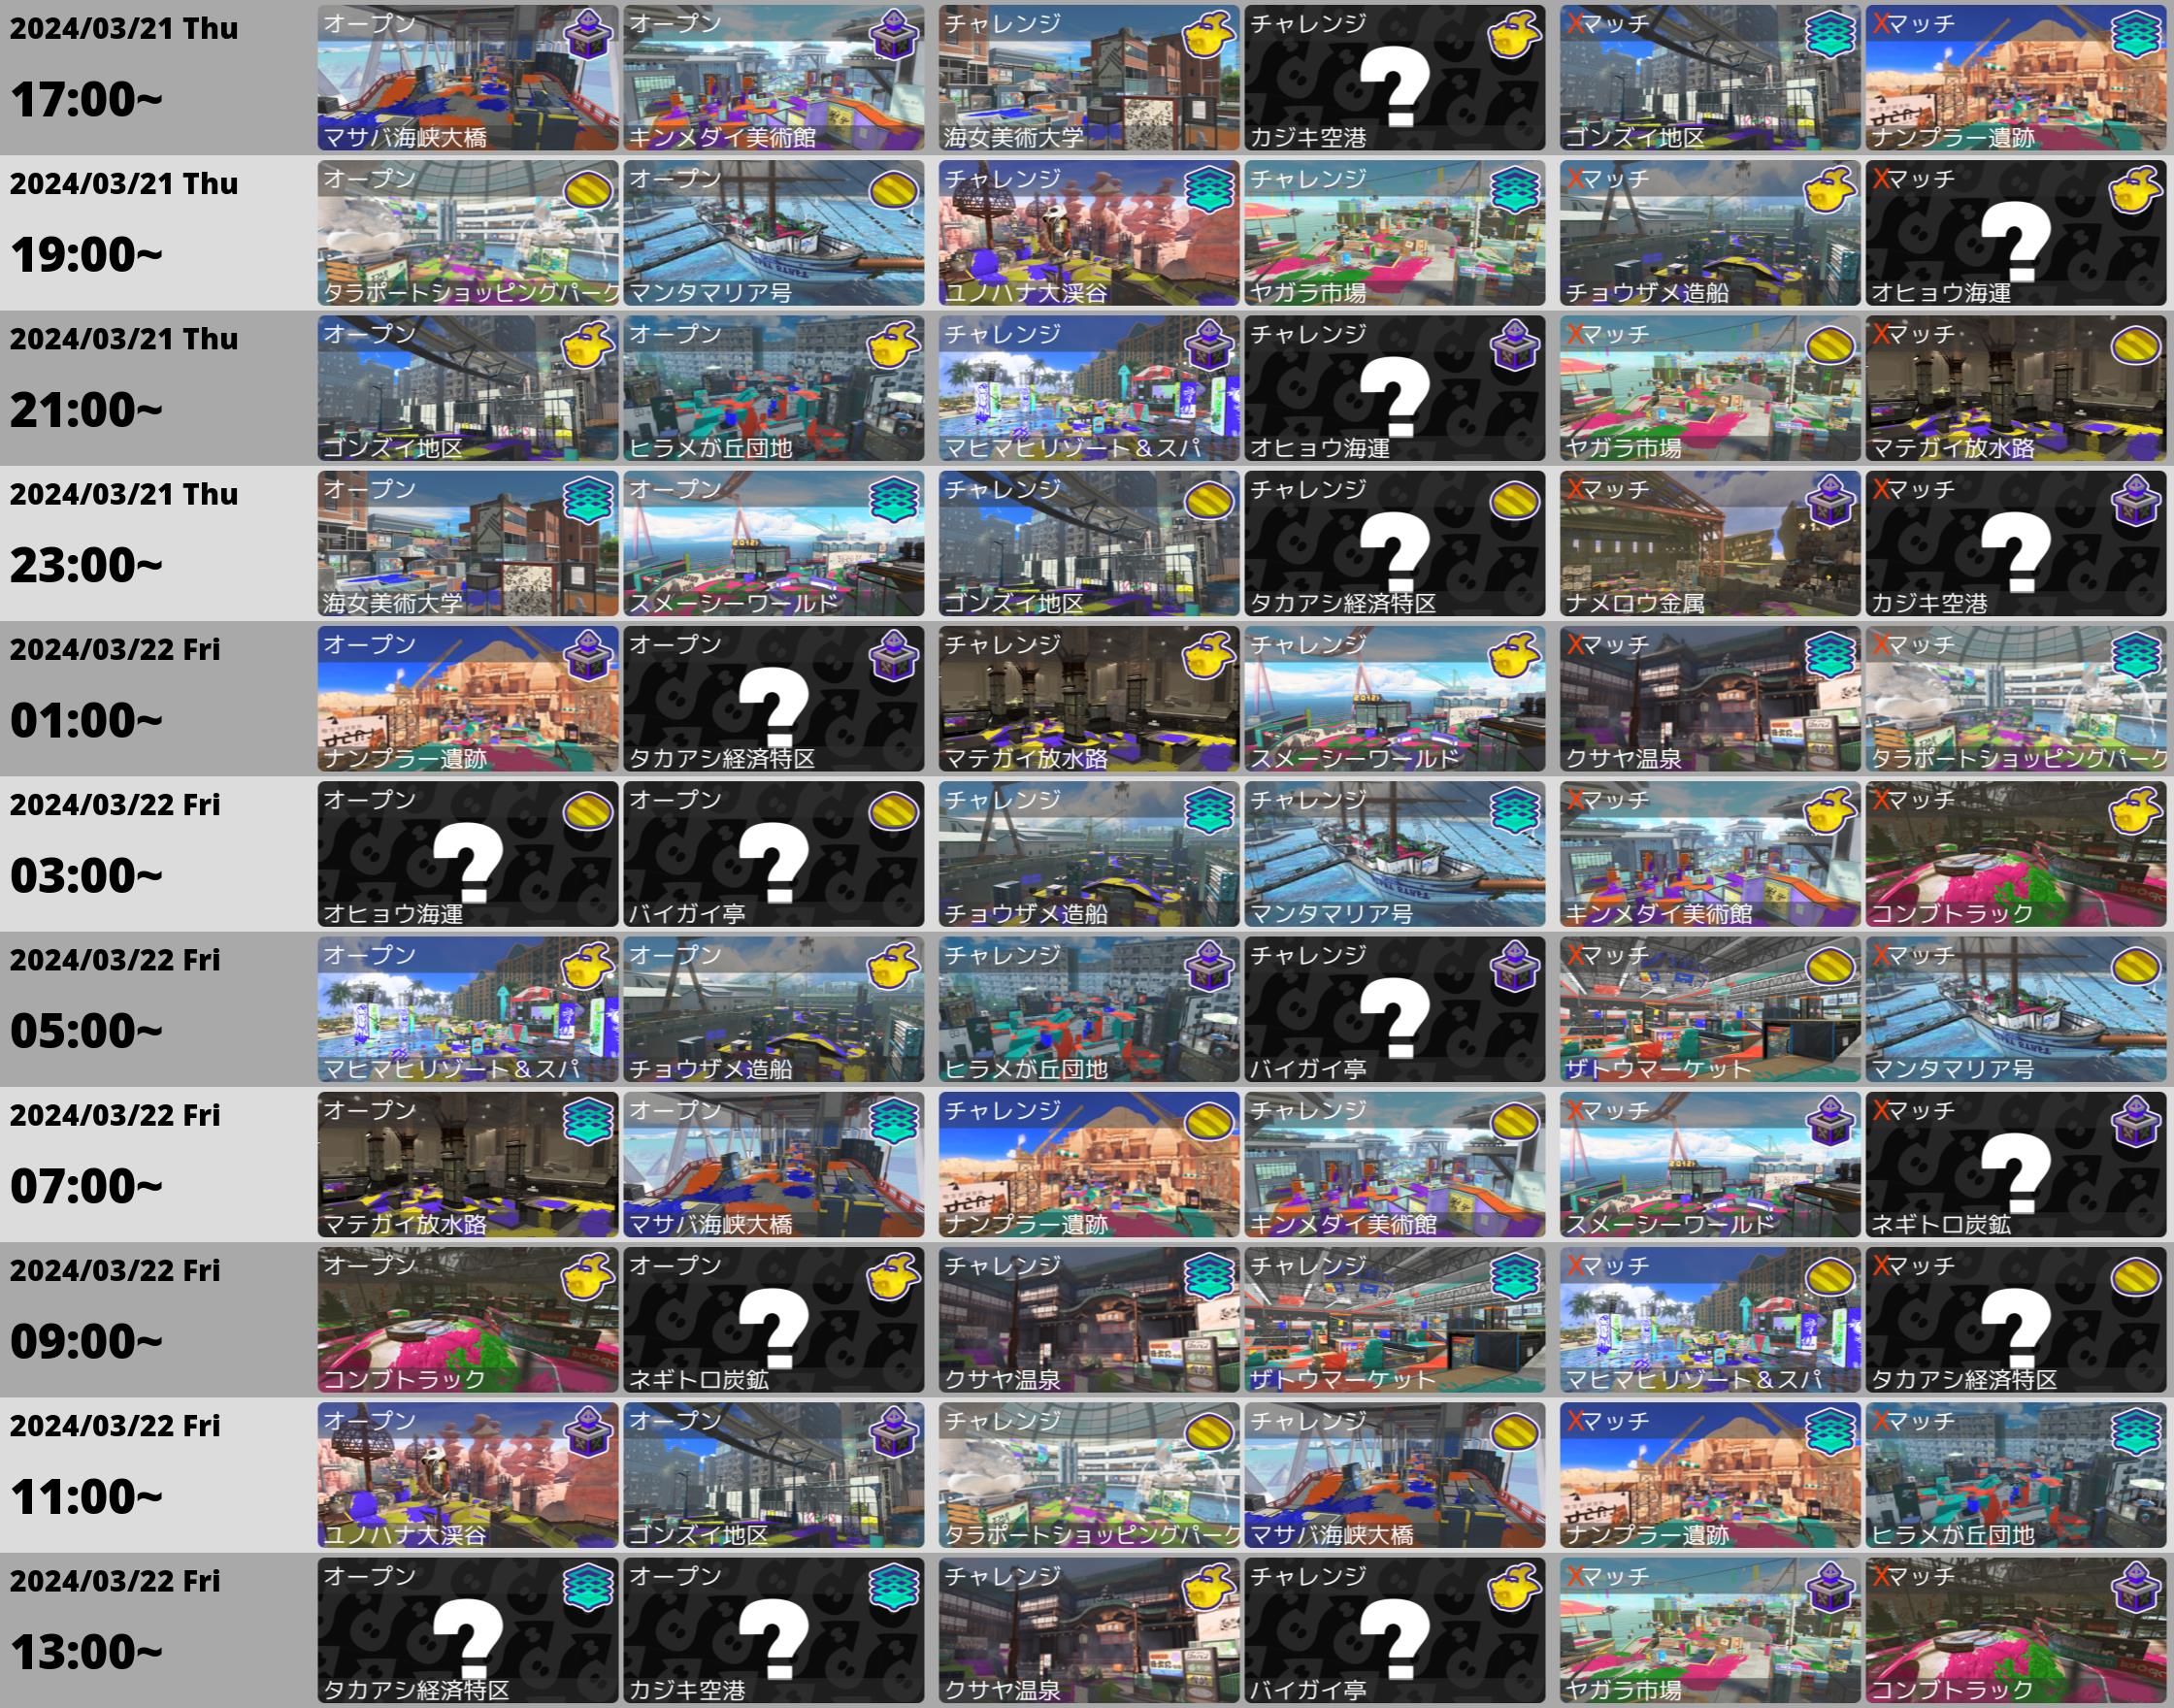 2024/03/21 Thu
17:00~
オープン
マサバ海峡大橋
オープン
キンメダイ美術館
チャレンジ
海女美術大学
チャレンジ
?
カジキ空港
Xマッチ
ゴンズイ地区
Xマッチ
ナンプラー遺跡
2024/03/21 Thu
19:00~
オープン
タラポートショッピングパーク
オープン
マンタマリア号
チャレンジ
ユノハナ大渓谷
チャレンジ
ヤガラ市場
Xマッチ
チョウザメ造船
Xマッチ
?
オヒョウ海運
2024/03/21 Thu
21:00~
オープン
ゴンズイ地区
オープン
ヒラメが丘団地
チャレンジ
マヒマヒリゾート&スパ
チャレンジ
?
オヒョウ海運
Xマッチ
ヤガラ市場
Xマッチ
マテガイ放水路
2024/03/21 Thu
23:00~
オープン
海女美術大学
オープン
スメーシーワールド
チャレンジ
ゴンズイ地区
チャレンジ
?
タカアシ経済特区
Xマッチ
ナメロウ金属
Xマッチ
?
カジキ空港
2024/03/22 Fri
01:00~
オープン
ナンプラー遺跡
オープン
?
タカアシ経済特区
チャレンジ
マテガイ放水路
チャレンジ
スメーシーワールド
Xマッチ
クサヤ温泉
Xマッチ
タラポートショッピングパーク
2024/03/22 Fri
03:00~
オープン
?
オヒョウ海運
オープン
?
バイガイ亭
チャレンジ
チョウザメ造船
チャレンジ
マンタマリア号
Xマッチ
キンメダイ美術館
Xマッチ
コンブトラック
2024/03/22 Fri
05:00~
オープン
マヒマヒリゾート&スパ
オープン
チョウザメ造船
チャレンジ
ヒラメが丘団地
チャレンジ
?
バイガイ亭
Xマッチ
ザトウマーケット
Xマッチ
マンタマリア号
2024/03/22 Fri
07:00~
オープン
マテガイ放水路
オープン
マサバ海峡大橋
チャレンジ
ナンプラー遺跡
チャレンジ
キンメダイ美術館
Xマッチ
スメーシーワールド
Xマッチ
?
ネギトロ炭鉱
2024/03/22 Fri
09:00~
オープン
コンブトラック
オープン
?
ネギトロ炭鉱
チャレンジ
クサヤ温泉
チャレンジ
ザトウマーケット
Xマッチ
マヒマヒリゾート&スパ
Xマッチ
?
タカアシ経済特区
2024/03/22 Fri
11:00~
オープン
ユノハナ大渓谷
オープン
ゴンズイ地区
チャレンジ
タラポートショッピングパーク
チャレンジ
マサバ海峡大橋
Xマッチ
ナンプラー遺跡
Xマッチ
ヒラメが丘団地
2024/03/22 Fri
13:00~
オープン
?
タカアシ経済特区
オープン
?
カジキ空港
チャレンジ
クサヤ温泉
チャレンジ
?
バイガイ亭
Xマッチ
ヤガラ市場
Xマッチ
コンブトラック